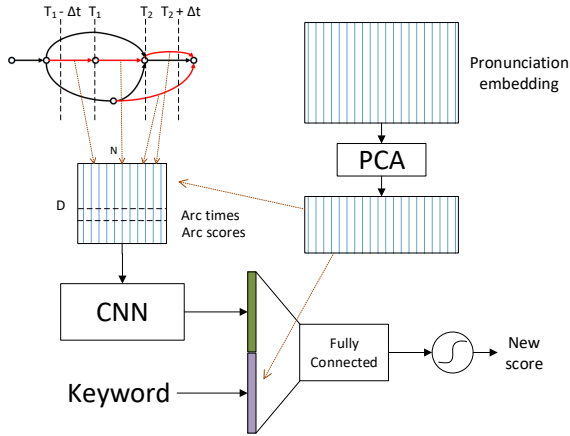 T1 - Δt T1 T2 T2 + Δt
Pronunciation
embedding
PCA
N
D
Arc times
Arc scores
CNN
Fully
Connected
New
score
Keyword